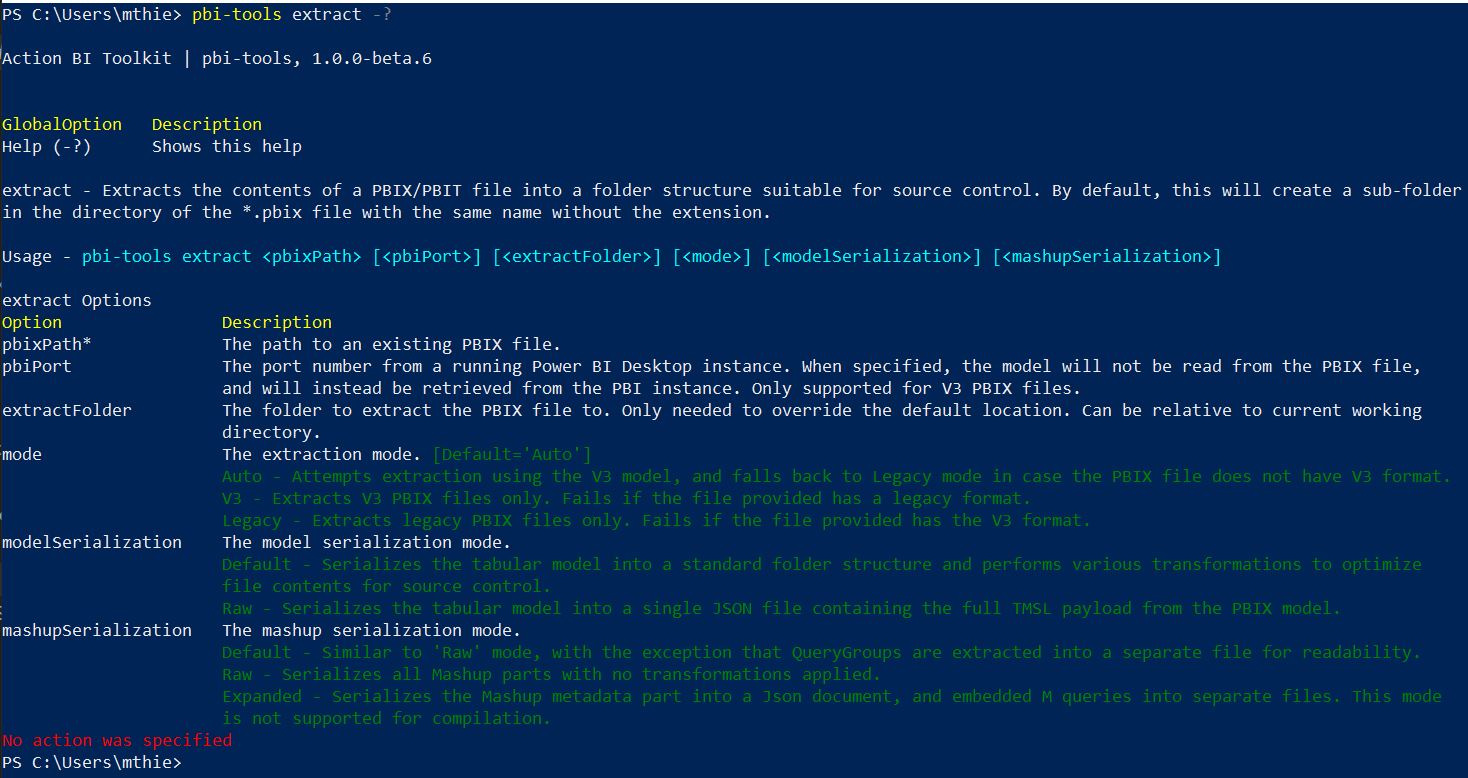 PS C:\Users\mthie> pbi-tools extract -?
Action BI Toolkit | pbi-tools, 1.0.0-beta.6
GlobalOption   Description
Help (-?)      Shows this help
extract - Extracts the contents of a PBIX/PBIT file into a folder structure suitable for source control. By default, this will create a sub-folder
in the directory of the *.pbix file with the same name without the extension.
Usage - pbi-tools extract <pbixPath> [<pbiPort>] [<extractFolder>] [<mode>] [<modelSerialization>] [<mashupSerialization>]
extract Options
Option                Description
pbixPath*             The path to an existing PBIX file.
pbiPort               The port number from a running Power BI Desktop instance. When specified, the model will not be read from the PBIX file,
                      and will instead be retrieved from the PBI instance. Only supported for V3 PBIX files.
extractFolder         The folder to extract the PBIX file to. Only needed to override the default location. Can be relative to current working
                      directory.
mode                  The extraction mode. [Default='Auto']
                      Auto - Attempts extraction using the V3 model, and falls back to Legacy mode in case the PBIX file does not have V3 format.
                      V3 - Extracts V3 PBIX files only. Fails if the file provided has a legacy format.
                      Legacy - Extracts legacy PBIX files only. Fails if the file provided has the V3 format.
modelSerialization    The model serialization mode.
                      Default - Serializes the tabular model into a standard folder structure and performs various transformations to optimize
                      file contents for source control.
                      Raw - Serializes the tabular model into a single JSON file containing the full TMSL payload from the PBIX model.
mashupSerialization   The mashup serialization mode.
                      Default - Similar to 'Raw' mode, with the exception that QueryGroups are extracted into a separate file for readability.
                      Raw - Serializes all Mashup parts with no transformations applied.
                      Expanded - Serializes the Mashup metadata part into a Json document, and embedded M queries into separate files. This mode
                      is not supported for compilation.
No action was specified
PS C:\Users\mthie>